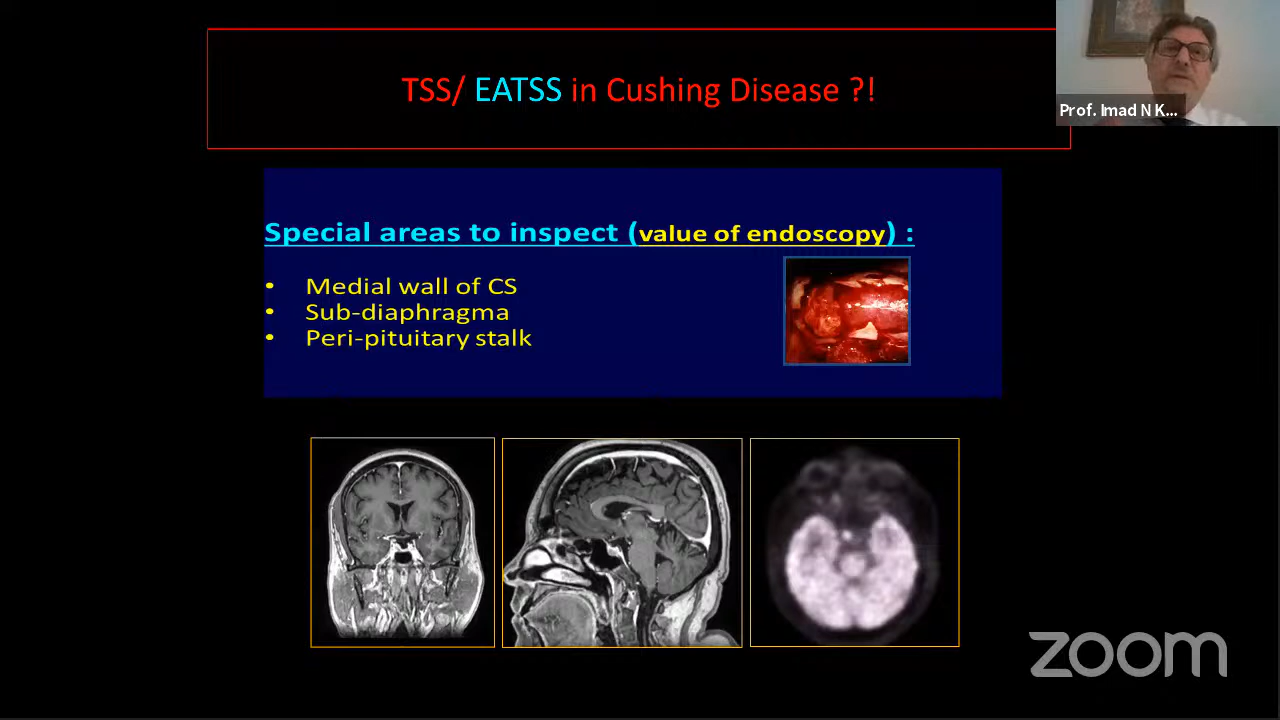 TSS/ EATSS in Cushing Disease ?!
Prof. Imad N K...
Special areas to inspect (value of endoscopy) :
• Medial wall of CS
• Sub-diaphragma
• Peri-pituitary stalk
zoom